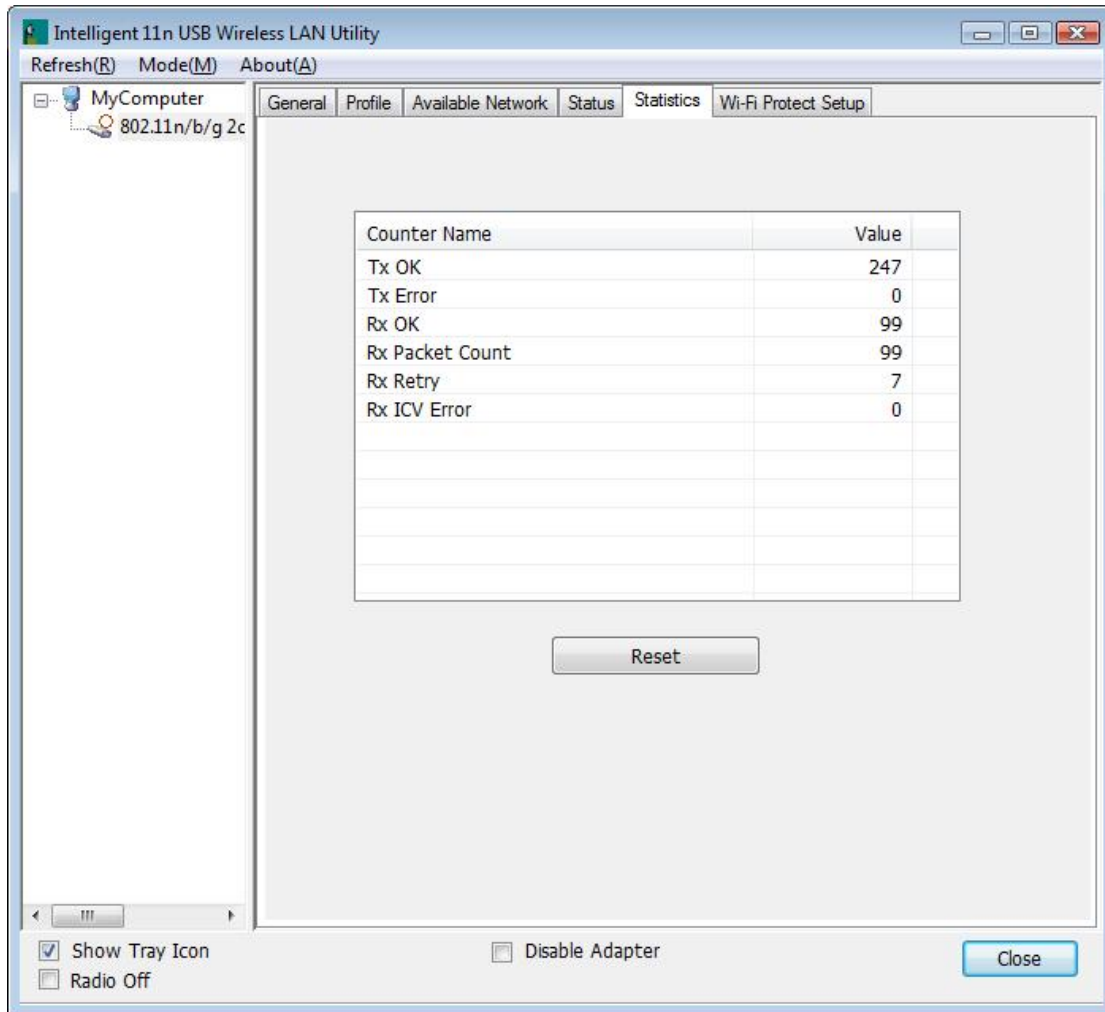 Intelligent 11n USB Wireless LAN Utility
Refresh(R) Mode(M) About(A)
MyComputer
802.11n/b/g 2c
General Profile Available Network Status Statistics Wi-Fi Protect Setup
Counter Name Value
Tx OK 247
Tx Error 0
Rx OK 99
Rx Packet Count 99
Rx Retry 7
Rx ICV Error 0
Reset
Show Tray Icon
Radio Off
Disable Adapter
Close